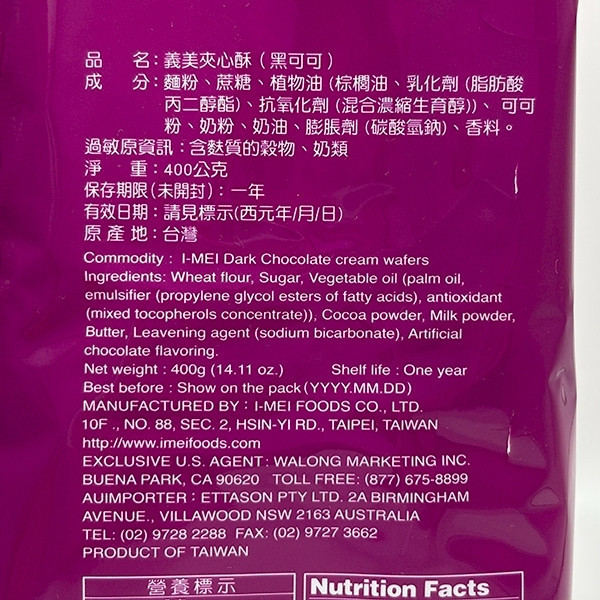 品　　名：義美夾心酥（黑可可）
成　　分：麵粉、蔗糖、植物油 (棕櫚油、乳化劑 (脂肪酸
丙二醇酯)、抗氧化劑 (混合濃縮生育醇))、可可
粉、奶粉、奶油、膨脹劑 (碳酸氫鈉)、香料。
過敏原資訊：含麩質的穀物、奶類
淨　　重：400公克
保存期限(未開封)：一年
有效日期：請見標示(西元年/月/日)
原 產 地：台灣
Commodity : I-MEI Dark Chocolate cream wafers
Ingredients: Wheat flour, Sugar, Vegetable oil (palm oil,
emulsifier (propylene glycol esters of fatty acids), antioxidant
(mixed tocopherols concentrate)), Cocoa powder, Milk powder,
Butter, Leavening agent (sodium bicarbonate), Artificial
chocolate flavoring.
Net weight : 400g (14.11 oz.) Shelf life : One year
Best before : Show on the pack (YYYY.MM.DD)
MANUFACTURED BY : I-MEI FOODS CO., LTD.
10F ., NO. 88, SEC. 2, HSIN-YI RD., TAIPEI, TAIWAN
http://www.imeifoods.com
EXCLUSIVE U.S. AGENT : WALONG MARKETING INC.
BUENA PARK, CA 90620 TOLL FREE: (877) 675-8899
AUIMPORTER : ETTASON PTY LTD. 2A BIRMINGHAM
AVENUE., VILLAWOOD NSW 2163 AUSTRALIA
TEL: (02) 9728 2288 FAX: (02) 9727 3662
PRODUCT OF TAIWAN
營養標示
Nutrition Facts